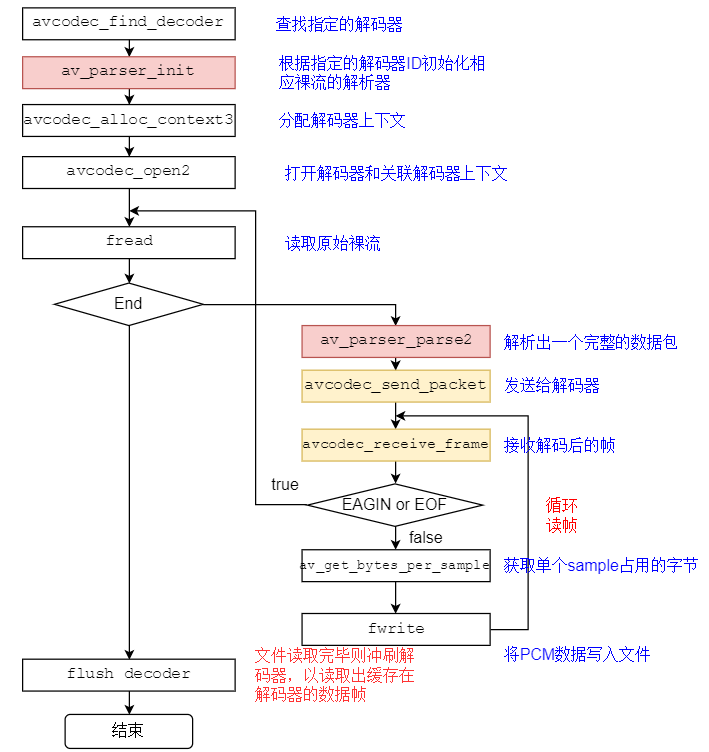 avcodec_find_decoder
查找指定的解码器
av_parser_init
根据指定的解码器ID初始化相
应裸流的解析器
avcodec_alloc_context3
分配解码器上下文
avcodec_open2
打开解码器和关联解码器上下文
fread
读取原始裸流
End
av_parser_parse2
解析出一个完整的数据包
avcodec_send_packet
发送给解码器
avcodec_receive_frame
接收解码后的帧
true
EAGIN or EOF
循环
读帧
false
av_get_bytes_per_sample
获取单个sample占用的字节
fwrite
将PCM数据写入文件
flush decoder
文件读取完毕则冲刷解
码器，以读取出缓存在
解码器的数据帧
结束